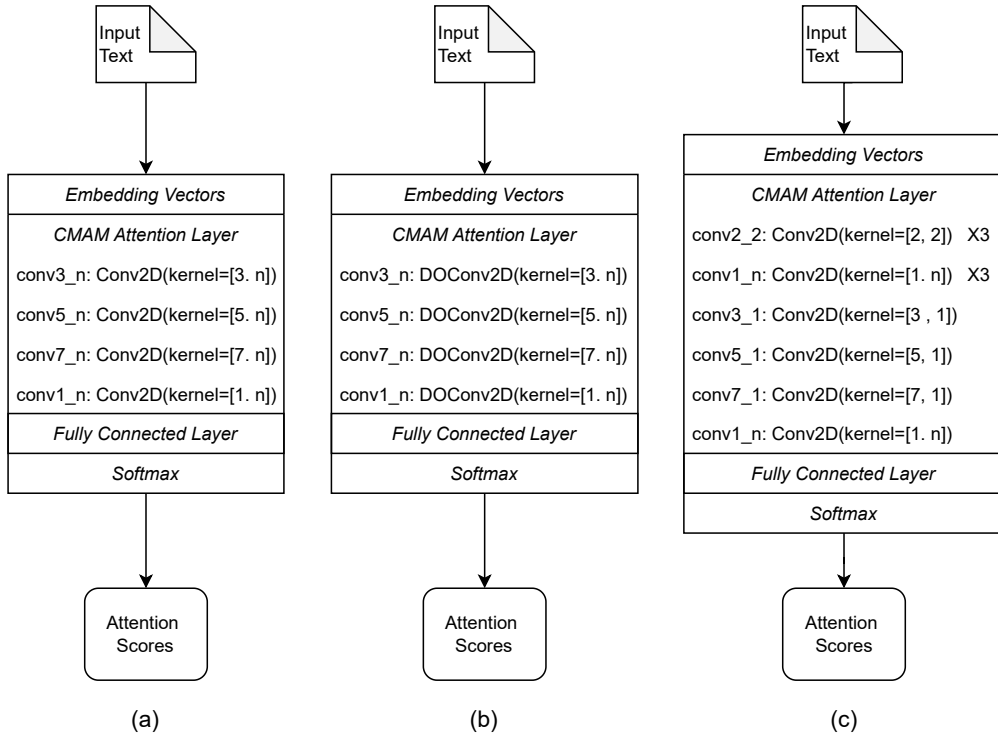 Input
Text
Embedding Vectors
CMAM Attention Layer
conv3_n: Conv2D(kernel=[3. n])
conv5_n: Conv2D(kernel=[5. n])
conv7_n: Conv2D(kernel=[7. n])
conv1_n: Conv2D(kernel=[1. n])
Fully Connected Layer
Softmax
Attention
Scores
(a)
Input
Text
Embedding Vectors
CMAM Attention Layer
conv3_n: DOConv2D(kernel=[3. n])
conv5_n: DOConv2D(kernel=[5. n])
conv7_n: DOConv2D(kernel=[7. n])
conv1_n: DOConv2D(kernel=[1. n])
Fully Connected Layer
Softmax
Attention
Scores
(b)
Input
Text
Embedding Vectors
CMAM Attention Layer
conv2_2: Conv2D(kernel=[2, 2]) X3
conv1_n: Conv2D(kernel=[1. n]) X3
conv3_1: Conv2D(kernel=[3 , 1])
conv5_1: Conv2D(kernel=[5, 1])
conv7_1: Conv2D(kernel=[7, 1])
conv1_n: Conv2D(kernel=[1. n])
Fully Connected Layer
Softmax
Attention
Scores
(c)